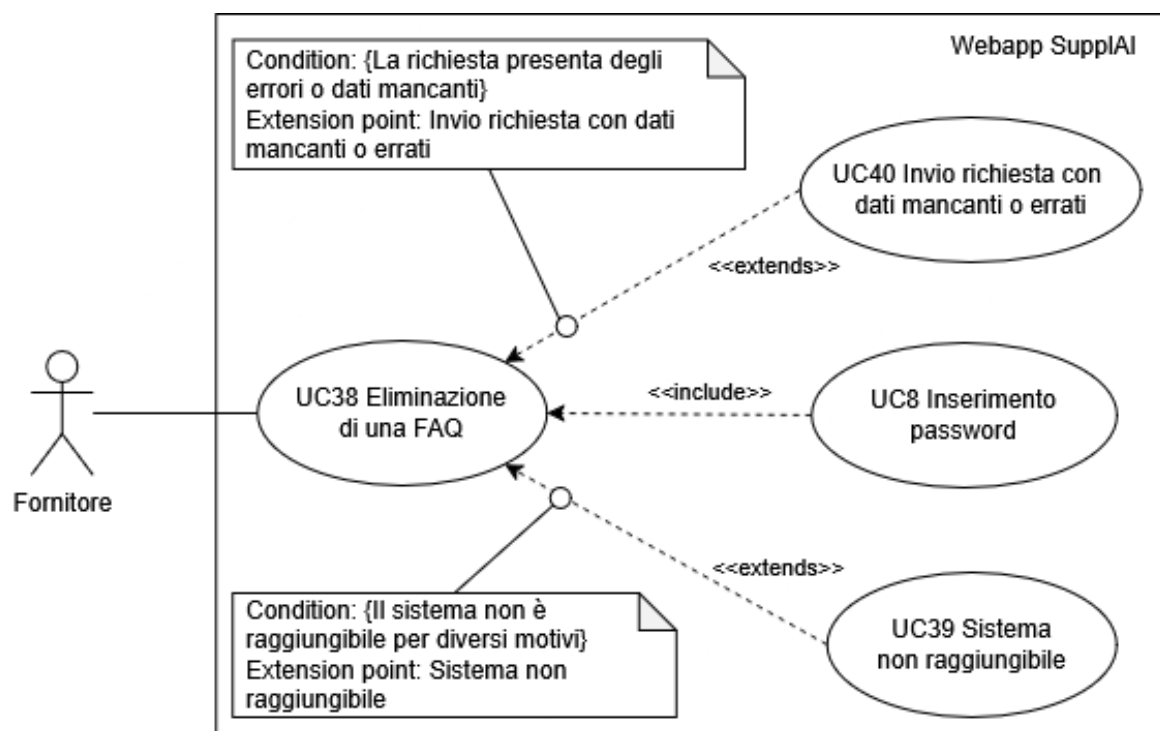 Webapp SupplAI
Condition: {La richiesta presenta degli
errori o dati mancanti}
Extension point: Invio richiesta con dati
mancanti o errati
UC40 Invio richiesta con
dati mancanti o errati
<<extends>>
UC38 Eliminazione
di una FAQ
<<include>>
UC8 Inserimento
password
Fornitore
<<extends>>
Condition: {Il sistema non è
raggiungibile per diversi motivi}
Extension point: Sistema non
raggiungibile
UC39 Sistema
non raggiungibile